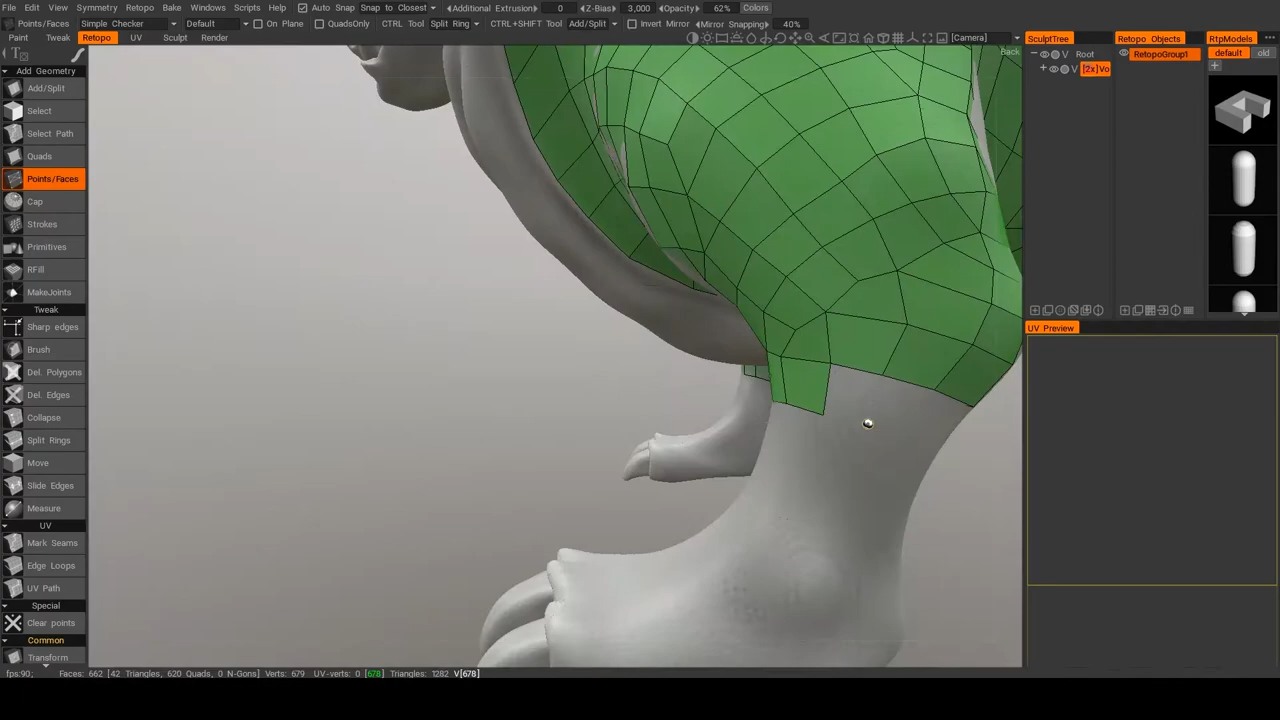 File Edit View Symmetry Retopo Bake Windows Scripts Help Auto Snap Snap to Closest Additional Extrusion 0 Z-Bias 3,000 Opacity 62% Colors
Points/Faces Simple Checker Default On Plane QuadsOnly CTRL Tool Split Ring CTRL+SHIFT Tool Add/Split Invert Mirror Mirror Snapping 40%
Paint Tweak Retopo UV Sculpt Render [Camera] SculptTree Retopo Objects RtpModels
Back
Root RetopoGroup1 default old
V [2x]Vo
Add Geometry
Add/Split
Select
Select Path
Quads
Points/Faces
Cap
Strokes
Primitives
RFill
MakeJoints
Tweak
Sharp edges
Brush
Del. Polygons
Del. Edges
Collapse
Split Rings
Move
Slide Edges
Measure
UV
Mark Seams
Edge Loops
UV Path
Special
Clear points
Common
Transform
UV Preview
fps:90; Faces: 662 [42 Triangles, 620 Quads, 0 N-Gons] Verts: 679 UV-verts: 0 [678] Triangles: 1282 V[678]